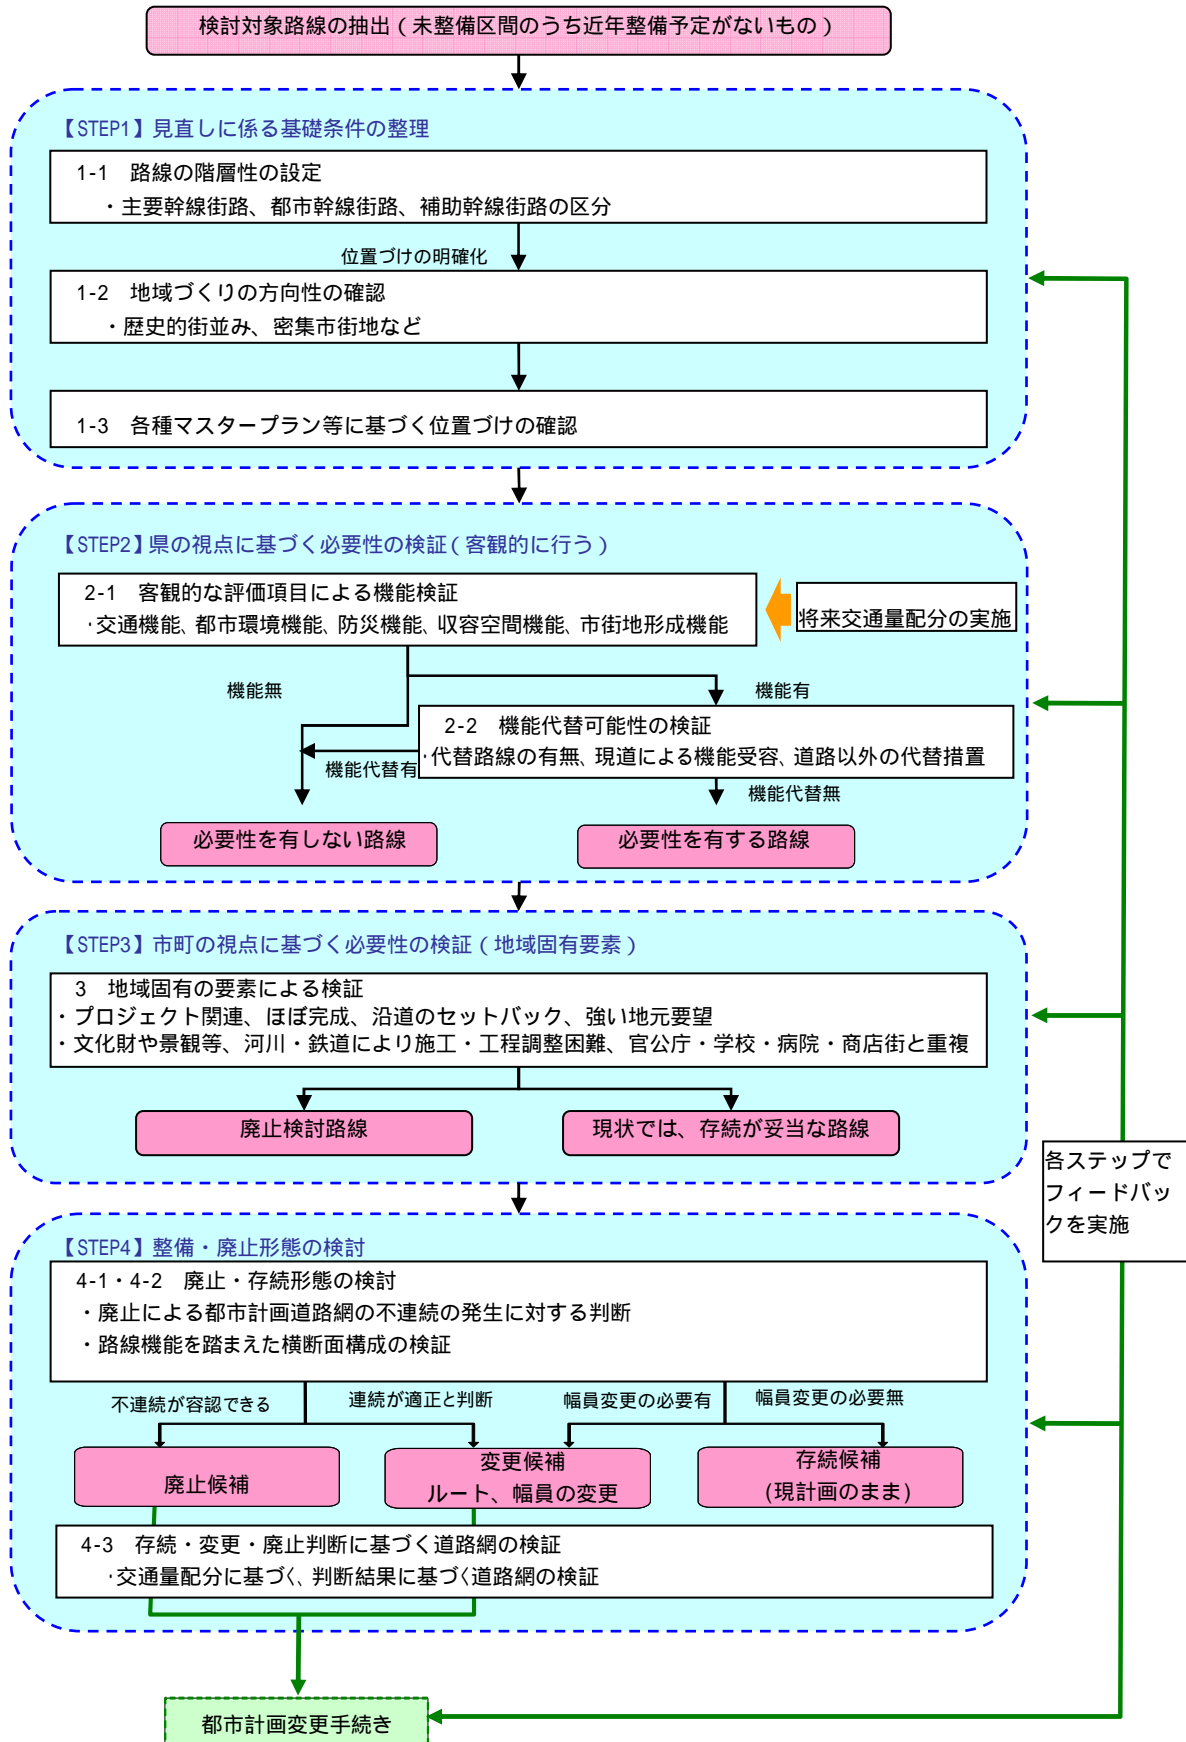 検討対象路線の抽出（未整備区間のうち近年整備予定がないもの）
【STEP1】見直しに係る基礎条件の整理
1-1　路線の階層性の設定
・主要幹線街路、都市幹線街路、補助幹線街路の区分
位置づけの明確化
1-2　地域づくりの方向性の確認
・歴史的街並み、密集市街地など
1-3　各種マスタープラン等に基づく位置づけの確認
【STEP2】県の視点に基づく必要性の検証（客観的に行う）
2-1　客観的な評価項目による機能検証
・交通機能、都市環境機能、防災機能、収容空間機能、市街地形成機能
将来交通量配分の実施
機能無
機能有
2-2　機能代替可能性の検証
・代替路線の有無、現道による機能受容、道路以外の代替措置
機能代替有
機能代替無
必要性を有しない路線
必要性を有する路線
【STEP3】市町の視点に基づく必要性の検証（地域固有要素）
3　地域固有の要素による検証
・プロジェクト関連、ほぼ完成、沿道のセットバック、強い地元要望
・文化財や景観等、河川・鉄道により施工・工程調整困難、官公庁・学校・病院・商店街と重複
廃止検討路線
現状では、存続が妥当な路線
各ステップで
フィードバッ
クを実施
【STEP4】整備・廃止形態の検討
4-1・4-2　廃止・存続形態の検討
・廃止による都市計画道路網の不連続の発生に対する判断
・路線機能を踏まえた横断面構成の検証
不連続が容認できる
連続が適正と判断
幅員変更の必要有
幅員変更の必要無
廃止候補
変更候補
ルート、幅員の変更
存続候補
(現計画のまま)
4-3　存続・変更・廃止判断に基づく道路網の検証
・交通量配分に基づく、判断結果に基づく道路網の検証
都市計画変更手続き